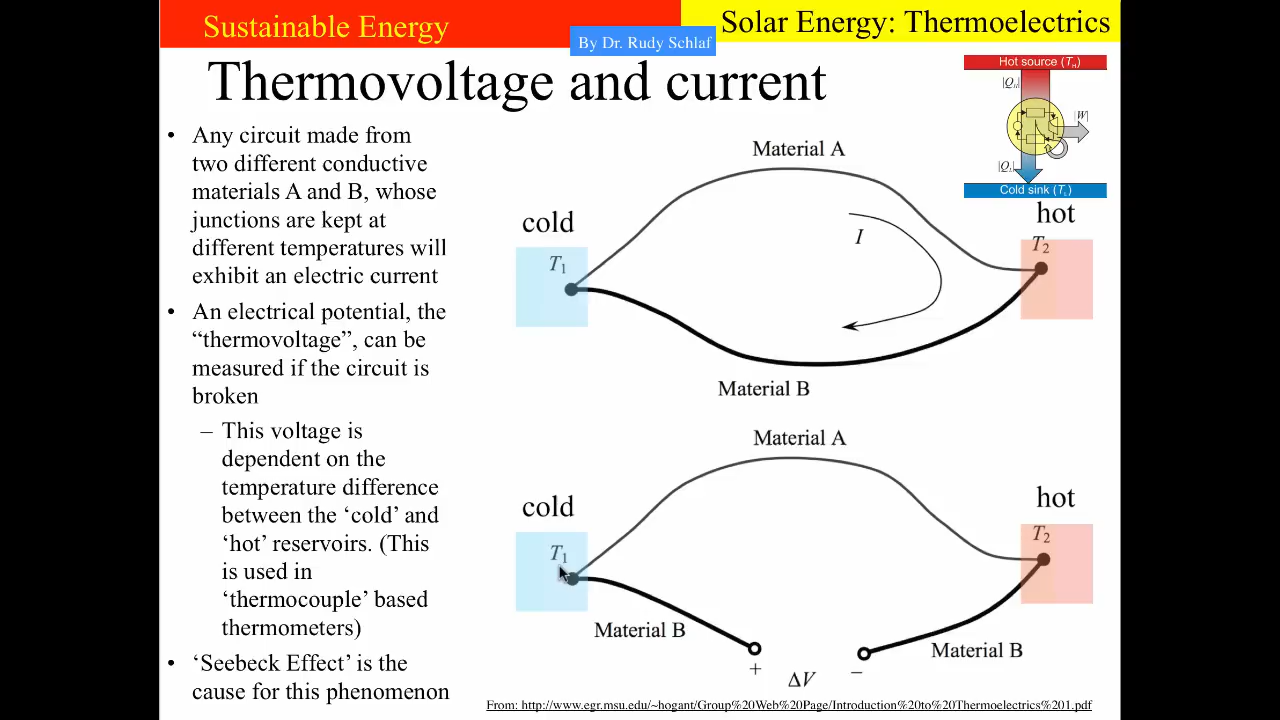 Sustainable Energy
Solar Energy: Thermoelectrics
By Dr. Rudy Schlaf
Thermovoltage and current
• Any circuit made from
two different conductive
materials A and B, whose
junctions are kept at
different temperatures will
exhibit an electric current
• An electrical potential, the
“thermovoltage”, can be
measured if the circuit is
broken
– This voltage is
dependent on the
temperature difference
between the ‘cold’ and
‘hot’ reservoirs. (This
is used in
‘thermocouple’ based
thermometers)
• ‘Seebeck Effect’ is the
cause for this phenomenon
Hot source (TH)
|W|
Cold sink (TL)
Material A
cold
hot
T1
I
T2
Material B
Material A
cold
hot
T1
T2
Material B
Material B
+ ΔV −
From: http://www.egr.msu.edu/~hogant/Group%20Web%20Page/Introduction%20to%20Thermoelectrics%201.pdf